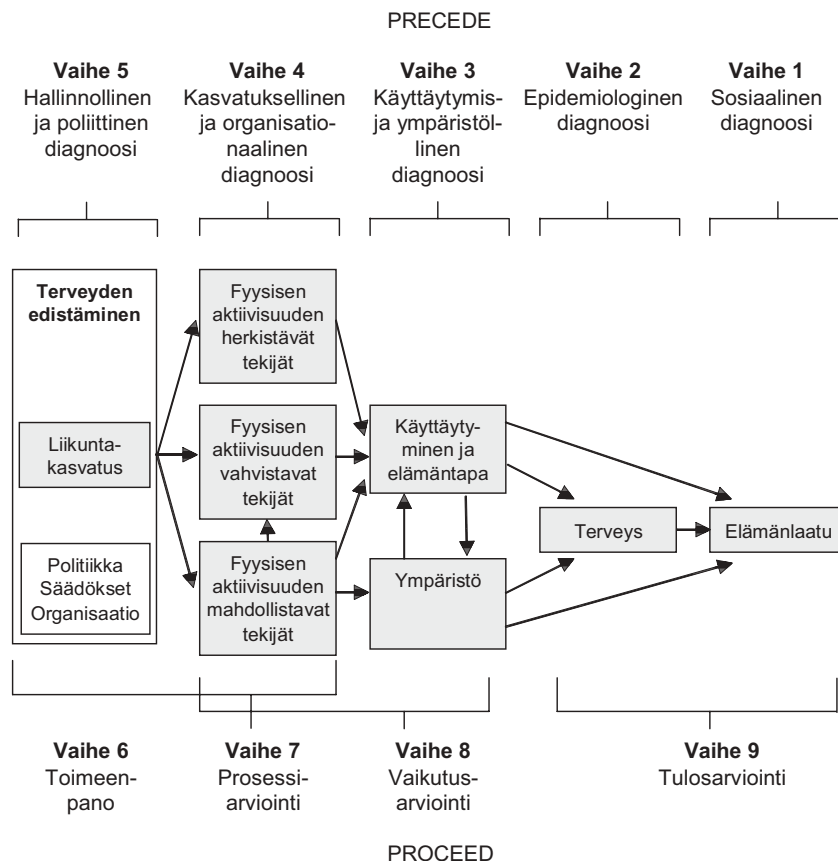 PRECEDE
Vaihe 5
Hallinnollinen
ja poliittinen
diagnoosi
Vaihe 4
Kasvatuksellinen
ja organisatio-
naalinen
diagnoosi
Vaihe 3
Käyttäytymis-
ja ympäristöl-
linen
diagnoosi
Vaihe 2
Epidemiologinen
diagnoosi
Vaihe 1
Sosiaalinen
diagnoosi
Terveyden
edistäminen
Liikunta-
kasvatus
Politiikka
Säädökset
Organisaatio
Fyysisen
aktiivisuuden
herkistävät
tekijät
Fyysisen
aktiivisuuden
vahvistavat
tekijät
Fyysisen
aktiivisuuden
mahdollistavat
tekijät
Käyttäyty-
minen ja
elämäntapa
Ympäristö
Terveys
Elämänlaatu
Vaihe 6
Toimeen-
pano
Vaihe 7
Prosessi-
arviointi
Vaihe 8
Vaikutus-
arviointi
Vaihe 9
Tulosarviointi
PROCEED